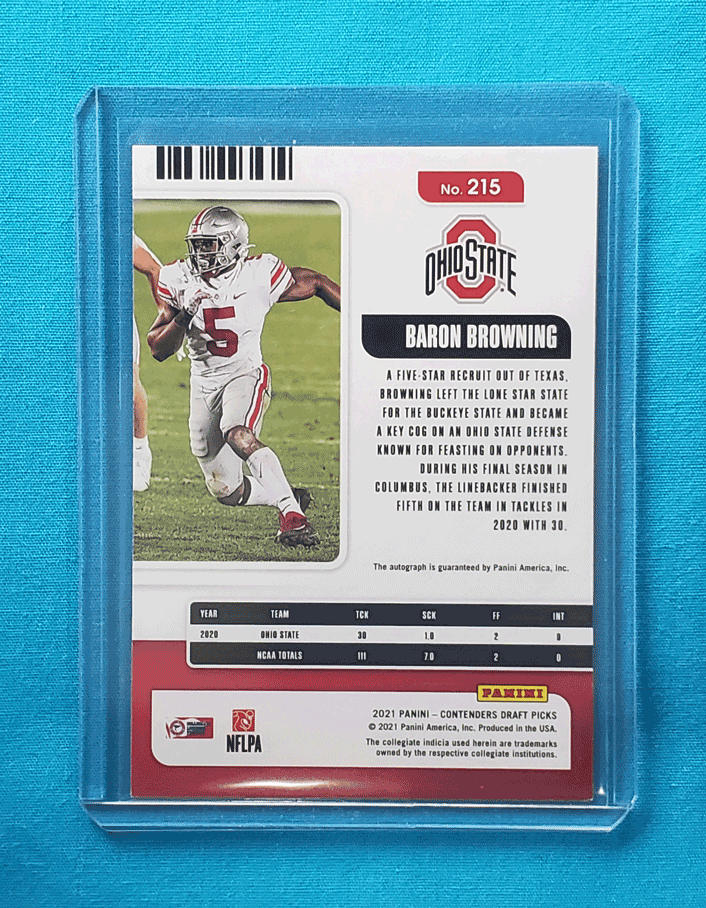 No. 215
OHIO STATE
5
BARON BROWNING
A FIVE-STAR RECRUIT OUT OF TEXAS,
BROWNING LEFT THE LONE STAR STATE
FOR THE BUCKEYE STATE AND BECAME
A KEY COG ON AN OHIO STATE DEFENSE
KNOWN FOR FEASTING ON OPPONENTS.
DURING HIS FINAL SEASON IN
COLUMBUS, THE LINEBACKER FINISHED
FIFTH ON THE TEAM IN TACKLES IN
2020 WITH 30.
The autograph is guaranteed by Panini America, Inc.
YEAR TEAM TCK SCK FF INT
2020 OHIO STATE 30 1.0 2 0
NCAA TOTALS 111 7.0 2 0
PANINI
2021 PANINI – CONTENDERS DRAFT PICKS
© 2021 Panini America, Inc. Produced in the USA.
The collegiate indicia used herein are trademarks
owned by the respective collegiate institutions.
NFLPA